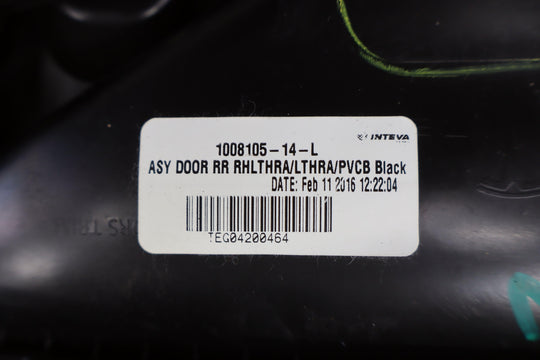 INTEVA
1008105-14-L
ASY DOOR RR RHLTHRA/LTHRA/PVCB Black
DATE: Feb 11 2016 12:22:04
TEG04200464